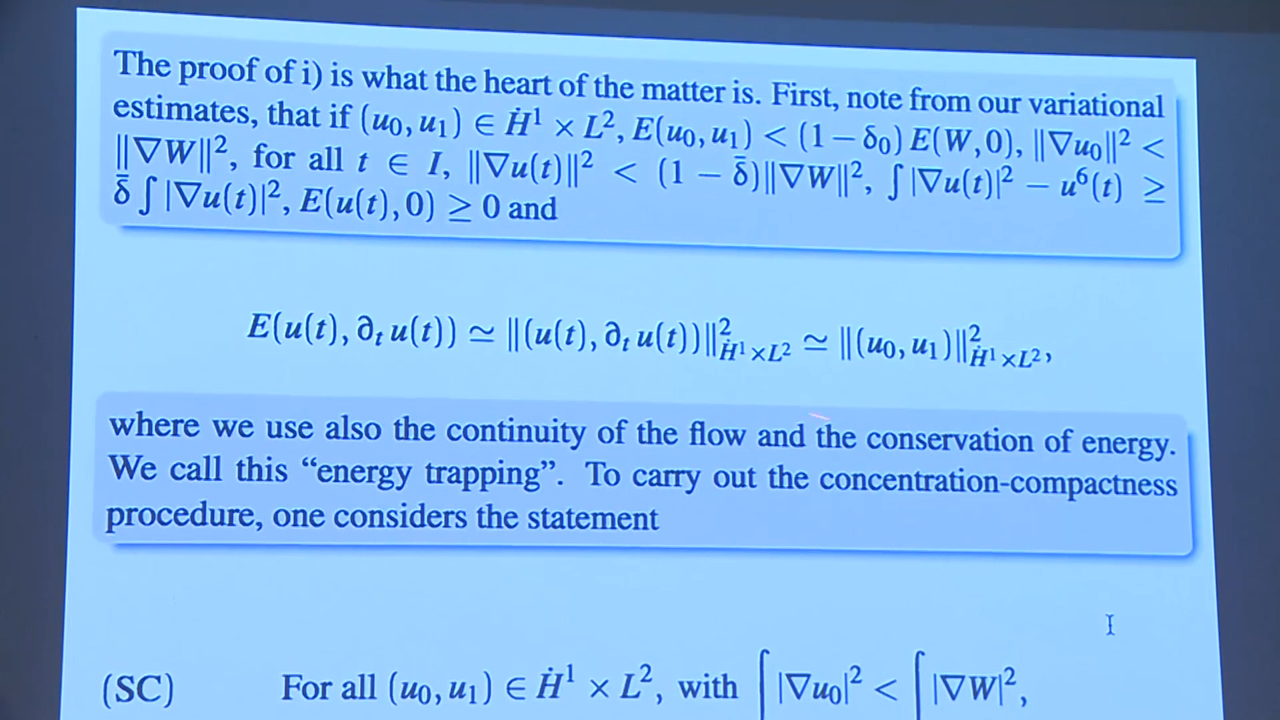 The proof of i) is what the heart of the matter is. First, note from our variational
estimates, that if (u₀, u₁) ∈ Ḣ¹ × L², E(u₀, u₁) < (1 − δ₀) E(W, 0), ‖∇u₀‖² <
‖∇W‖², for all t ∈ I, ‖∇u(t)‖² < (1 − δ̄)‖∇W‖², ∫ |∇u(t)|² − u⁶(t) ≥
δ̄ ∫ |∇u(t)|², E(u(t), 0) ≥ 0 and
E(u(t), ∂ₜ u(t)) ≃ ‖(u(t), ∂ₜ u(t))‖²_{Ḣ¹×L²} ≃ ‖(u₀, u₁)‖²_{Ḣ¹×L²},
where we use also the continuity of the flow and the conservation of energy.
We call this “energy trapping”. To carry out the concentration-compactness
procedure, one considers the statement
(SC) For all (u₀, u₁) ∈ Ḣ¹ × L², with ∫ |∇u₀|² < ∫ |∇W|²,